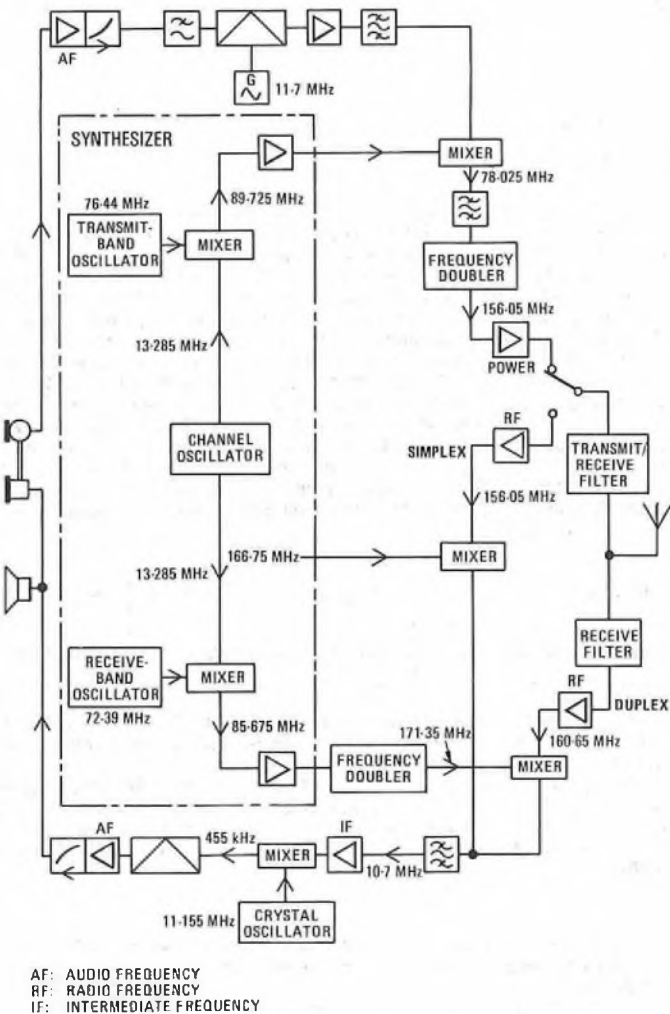 AF
G
11·7 MHz
SYNTHESIZER
MIXER
78·025 MHz
76·44 MHz
89·725 MHz
TRANSMIT-
BAND
OSCILLATOR
MIXER
FREQUENCY
DOUBLER
156·05 MHz
13·285 MHz
POWER
RF
CHANNEL
OSCILLATOR
SIMPLEX
TRANSMIT/
RECEIVE
FILTER
156·05 MHz
166·75 MHz
MIXER
13·285 MHz
RECEIVE-
BAND
OSCILLATOR
72·39 MHz
MIXER
RECEIVE
FILTER
RF
DUPLEX
85·675 MHz
171·35 MHz
160·65 MHz
FREQUENCY
DOUBLER
MIXER
AF
455 kHz
IF
MIXER
10·7 MHz
11·155 MHz
CRYSTAL
OSCILLATOR
AF: AUDIO FREQUENCY
RF: RADIO FREQUENCY
IF: INTERMEDIATE FREQUENCY